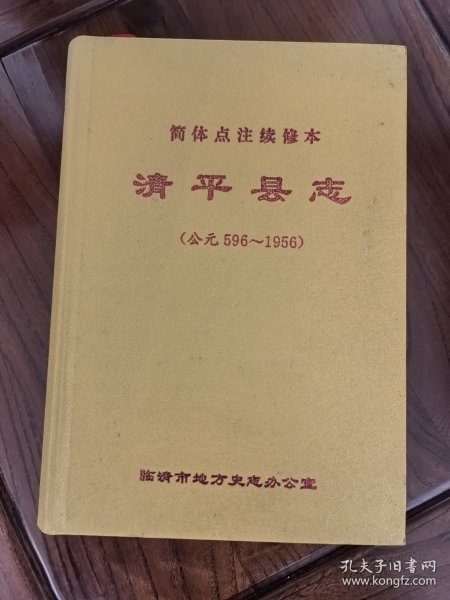 简体点注续修本
清平县志
(公元596～1956)
临清市地方史志办公室
孔夫子旧书网
www.kongfz.com